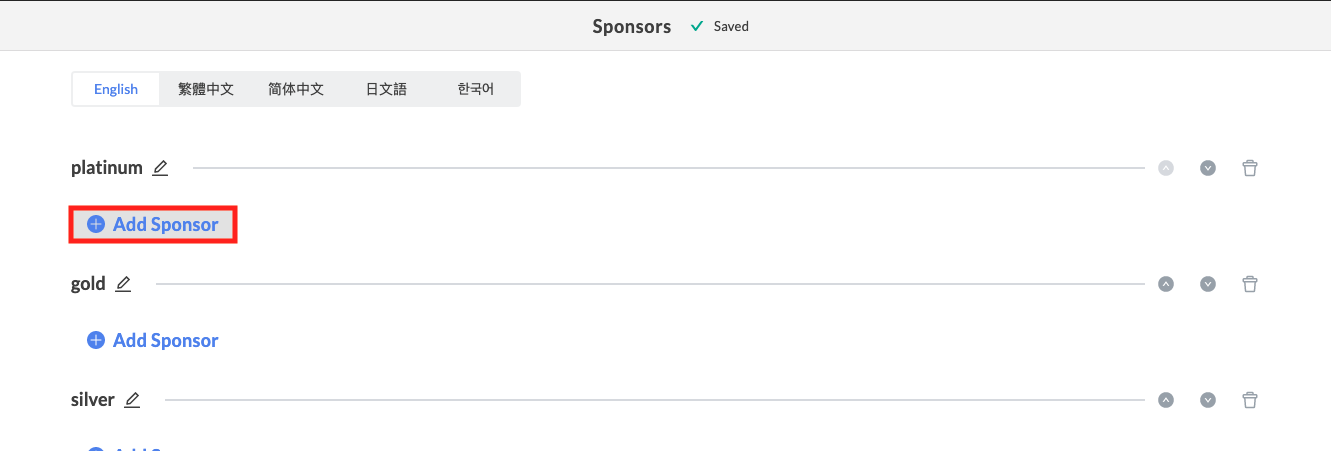 Sponsors Saved
English 繁體中文 简体中文 日文語 한국어
platinum
Add Sponsor
gold
Add Sponsor
silver